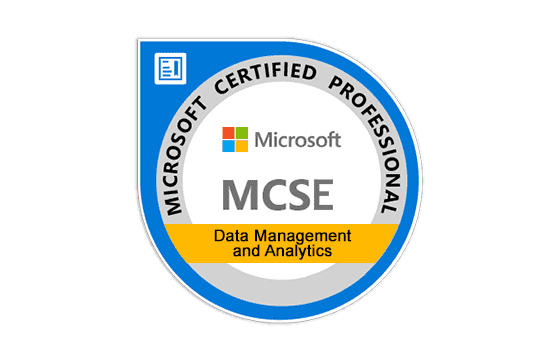 MICROSOFT CERTIFIED PROFESSIONAL
Microsoft
MCSE
Data Management
and Analytics